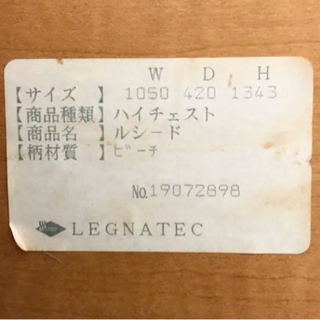 W D H
【サイズ】 1050 420 1343
【商品種類】ハイチェスト
【商品名】ルシード
【柄材質】ビーチ
No.19072898
LEGNATEC